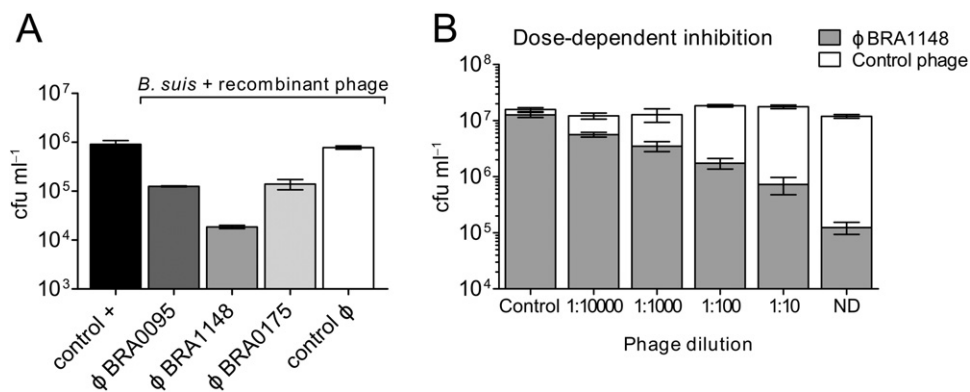 A
B. suis + recombinant phage
cfu ml⁻¹
10⁷
10⁶
10⁵
10⁴
10³
control +
ϕ BRA0095
ϕ BRA1148
ϕ BRA0175
control ϕ
B
Dose-dependent inhibition
ϕ BRA1148
Control phage
cfu ml⁻¹
10⁸
10⁷
10⁶
10⁵
10⁴
Control
1:10000
1:1000
1:100
1:10
ND
Phage dilution